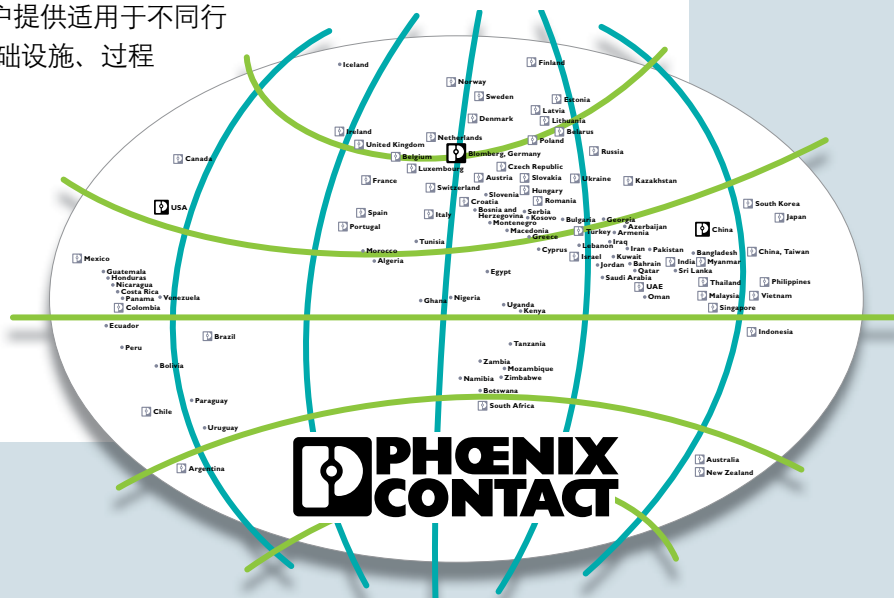 户提供适用于不同行
础设施、过程
Iceland
Finland
Norway
Sweden
Estonia
Latvia
Denmark
Lithuania
Ireland
Belarus
Netherlands
Poland
United Kingdom
Belgium
Blomberg, Germany
Russia
Canada
Luxembourg
Czech Republic
France
Austria
Slovakia
Ukraine
Kazakhstan
Switzerland
Slovenia
Hungary
USA
Croatia
Romania
South Korea
Spain
Italy
Bosnia and
Herzegovina
Serbia
Kosovo
Bulgaria
Georgia
Japan
Portugal
Montenegro
Macedonia
Azerbaijan
Turkey
Armenia
China
Greece
Tunisia
Iraq
Lebanon
Morocco
Cyprus
Iran
Pakistan
Bangladesh
China, Taiwan
Mexico
Algeria
Israel
Kuwait
India
Myanmar
Jordan
Bahrain
Guatemala
Egypt
Qatar
Sri Lanka
Honduras
Saudi Arabia
Nicaragua
UAE
Thailand
Philippines
Costa Rica
Panama
Venezuela
Ghana
Nigeria
Oman
Malaysia
Vietnam
Colombia
Uganda
Kenya
Singapore
Ecuador
Brazil
Indonesia
Peru
Tanzania
Bolivia
Zambia
Mozambique
Namibia
Zimbabwe
Botswana
Paraguay
South Africa
Chile
Uruguay
Argentina
Australia
New Zealand
PHŒNIX
CONTACT